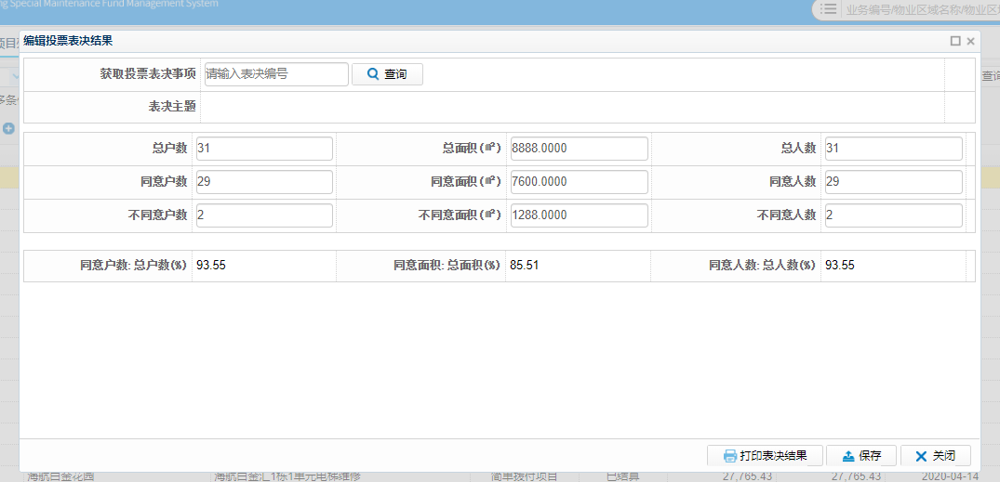 ng Special Maintenance Fund Management System
业务编号/物业区域名称/物业区域
编辑投票表决结果
获取投票表决事项 请输入表决编号 查询
表决主题
总户数 31 总面积(㎡) 8888.0000 总人数 31
同意户数 29 同意面积(㎡) 7600.0000 同意人数 29
不同意户数 2 不同意面积(㎡) 1288.0000 不同意人数 2
同意户数: 总户数(%) 93.55 同意面积: 总面积(%) 85.51 同意人数: 总人数(%) 93.55
打印表决结果 保存 关闭
海航白金花园 海航白金汇1栋1单元电梯维修 简单拨付项目 已结算 27,765.43 27,765.43 2020-04-14